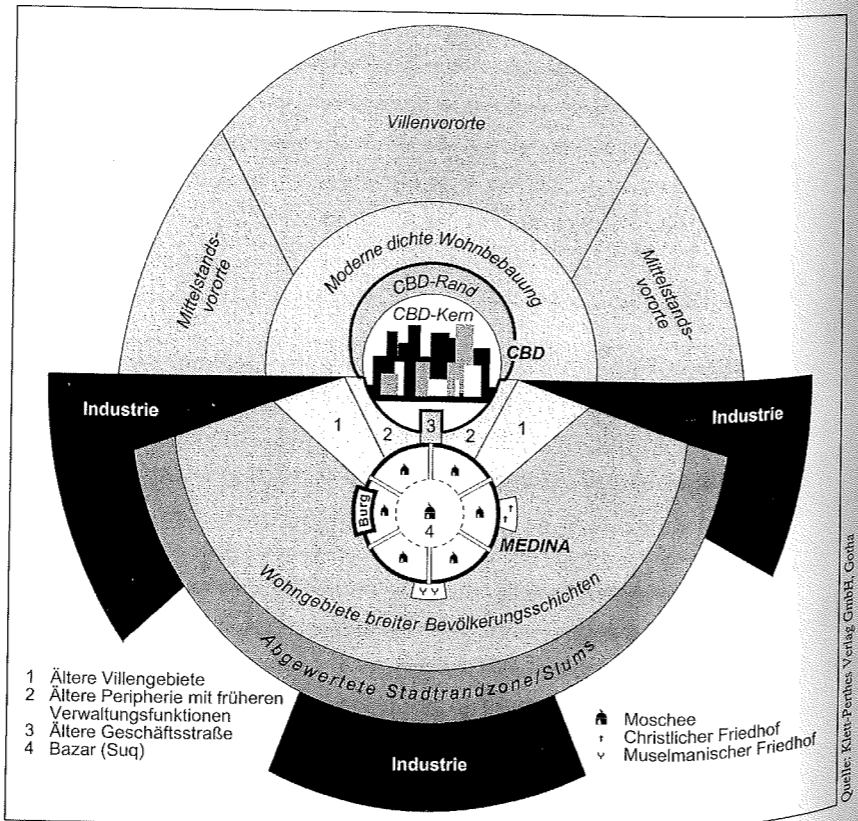 Villenvororte
Mittelstands-
vororte
Moderne dichte Wohnbebauung
Mittelstands-
vororte
CBD-Rand
CBD-Kern
CBD
Industrie
Industrie
1
2
3
2
1
Burg
4
MEDINA
Wohngebiete breiter Bevölkerungsschichten
Abgewertete Stadtrandzone/Slums
Industrie
1 Ältere Villengebiete
2 Ältere Peripherie mit früheren
Verwaltungsfunktionen
3 Ältere Geschäftsstraße
4 Bazar (Suq)
Moschee
Christlicher Friedhof
Muselmanischer Friedhof
Quelle: Klett-Perthes Verlag GmbH, Gotha